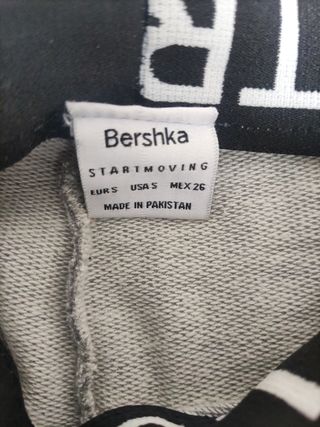 Bershka
STARTMOVING
EUR S USA S MEX 26
MADE IN PAKISTAN